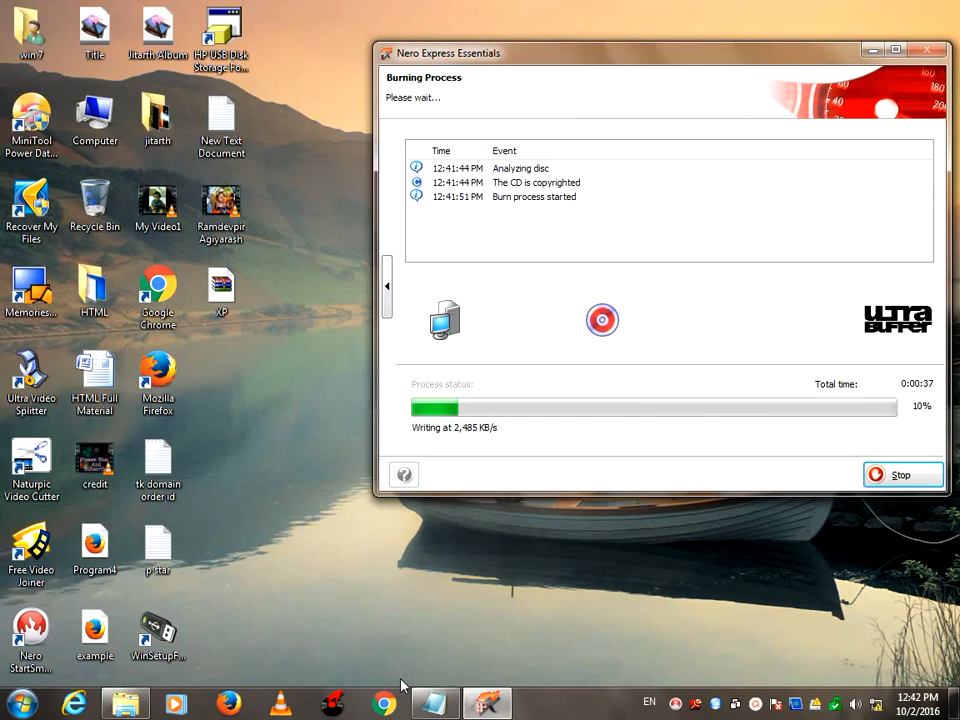 win 7
Title
Jitarth Album
HP USB Disk
Storage Fo...
MiniTool
Power Dat...
Computer
jitarth
New Text
Document
Recover My
Files
Recycle Bin
My Video1
Ramdevpir
Agiyarash
Memories...
HTML
Google
Chrome
XP
Ultra Video
Splitter
HTML Full
Material
Mozilla
Firefox
Naturpic
Video Cutter
credit
tk domain
order id
Free Video
Joiner
Program4
p star
Nero
StartSm...
example
WinSetupF...
Nero Express Essentials
Burning Process
Please wait...
Time Event
12:41:44 PM Analyzing disc
12:41:44 PM The CD is copyrighted
12:41:51 PM Burn process started
ULTRA
BUFFER
Process status:
Total time: 0:00:37
10%
Writing at 2,485 KB/s
? Stop
EN
12:42 PM
10/2/2016